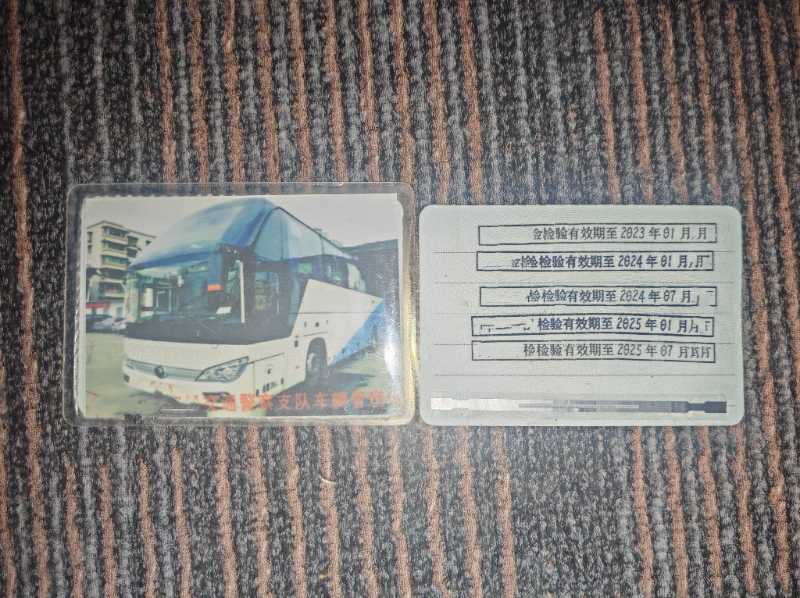 交通警察支队车辆管理所
检验有效期至2023年01月
检验有效期至2024年01月
检验有效期至2024年07月
检验有效期至2025年01月
检验有效期至2025年07月